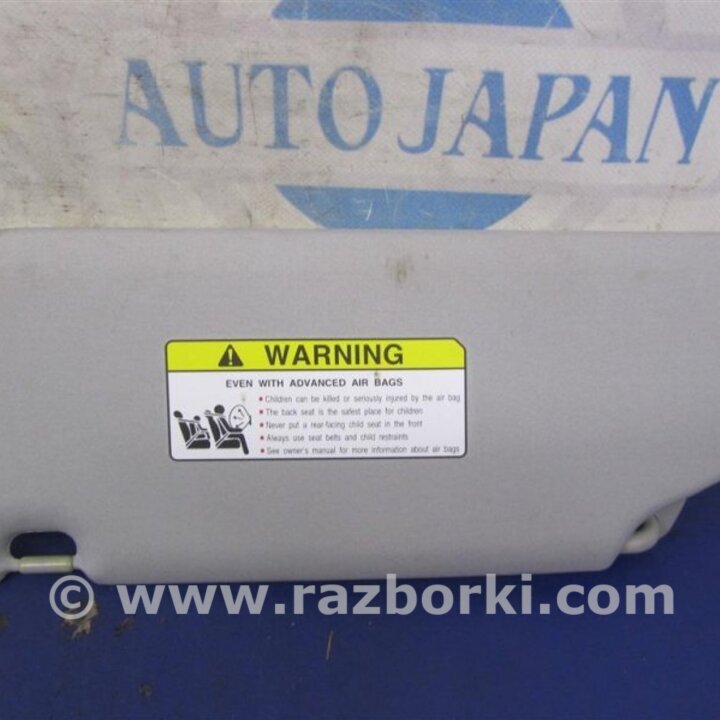 AUTO JAPAN
WARNING
EVEN WITH ADVANCED AIR BAGS
• Children can be killed or seriously injured by the air bag
• The back seat is the safest place for children
• Never put a rear-facing child seat in the front
• Always use seat belts and child restraints
• See owner's manual for more information about air bags
© www.razborki.com